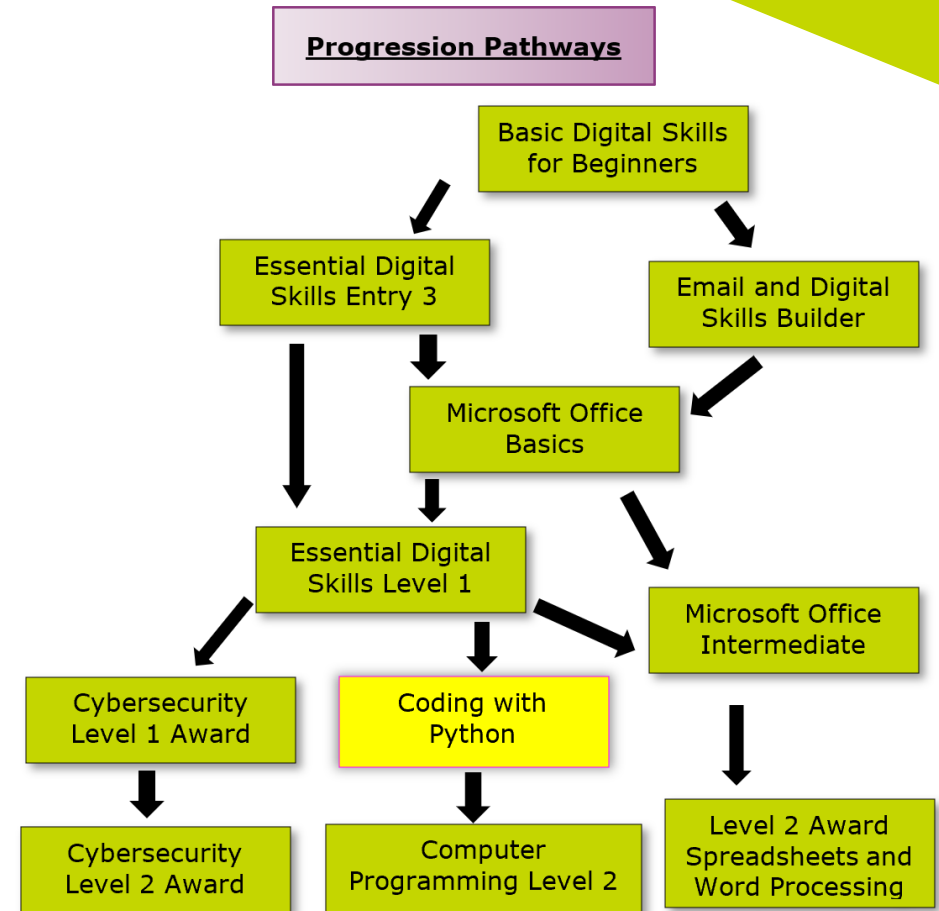 Progression Pathways
Basic Digital Skills
for Beginners
Essential Digital
Skills Entry 3
Email and Digital
Skills Builder
Microsoft Office
Basics
Essential Digital
Skills Level 1
Microsoft Office
Intermediate
Cybersecurity
Level 1 Award
Coding with
Python
Cybersecurity
Level 2 Award
Computer
Programming Level 2
Level 2 Award
Spreadsheets and
Word Processing